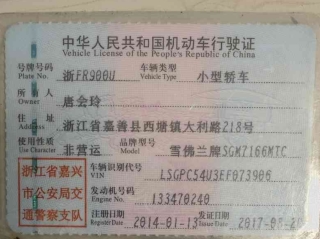 中华人民共和国机动车行驶证
Vehicle License of the People's Republic of China
号牌号码 浙FR900U 车辆类型 小型轿车
Plate No. Vehicle Type
所有人 唐会玲
Owner
住址 浙江省嘉善县西塘镇大利路218号
Address
使用性质 非营运 品牌型号 雪佛兰牌SGM7166MTC
Use Character Model
浙江省嘉兴 车辆识别代号 LSGPC54U3EF073906
VIN
市公安局交 发动机号码 133470240
Engine No.
通警察支队 注册日期 2014-01-13 发证日期
Register Date Issue Date